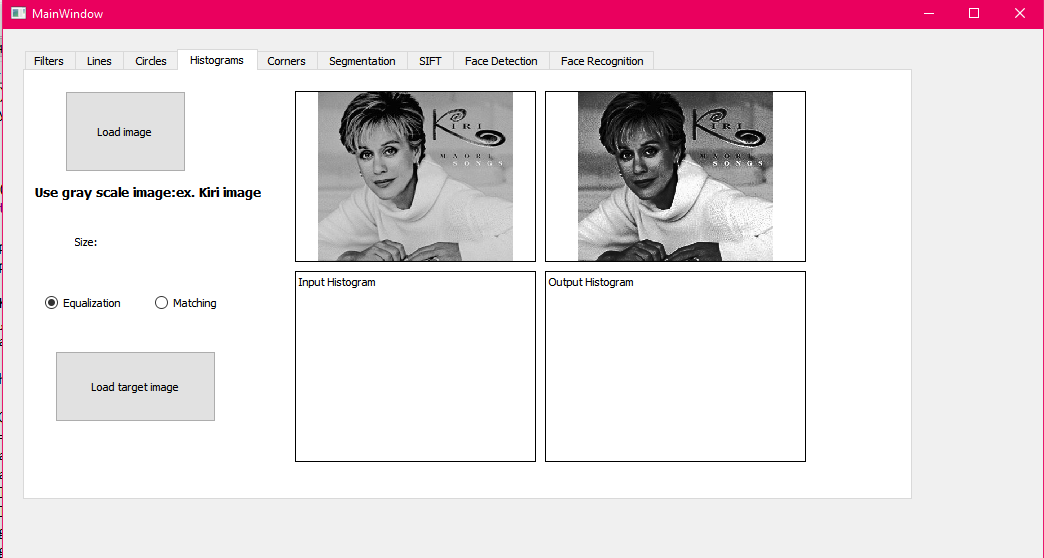 MainWindow
Filters Lines Circles Histograms Corners Segmentation SIFT Face Detection Face Recognition
Load image
Use gray scale image:ex. Kiri image
Size:
Equalization Matching
Load target image
KIRI
MAORI
SONGS
KIRI
MAORI
SONGS
Input Histogram
Output Histogram